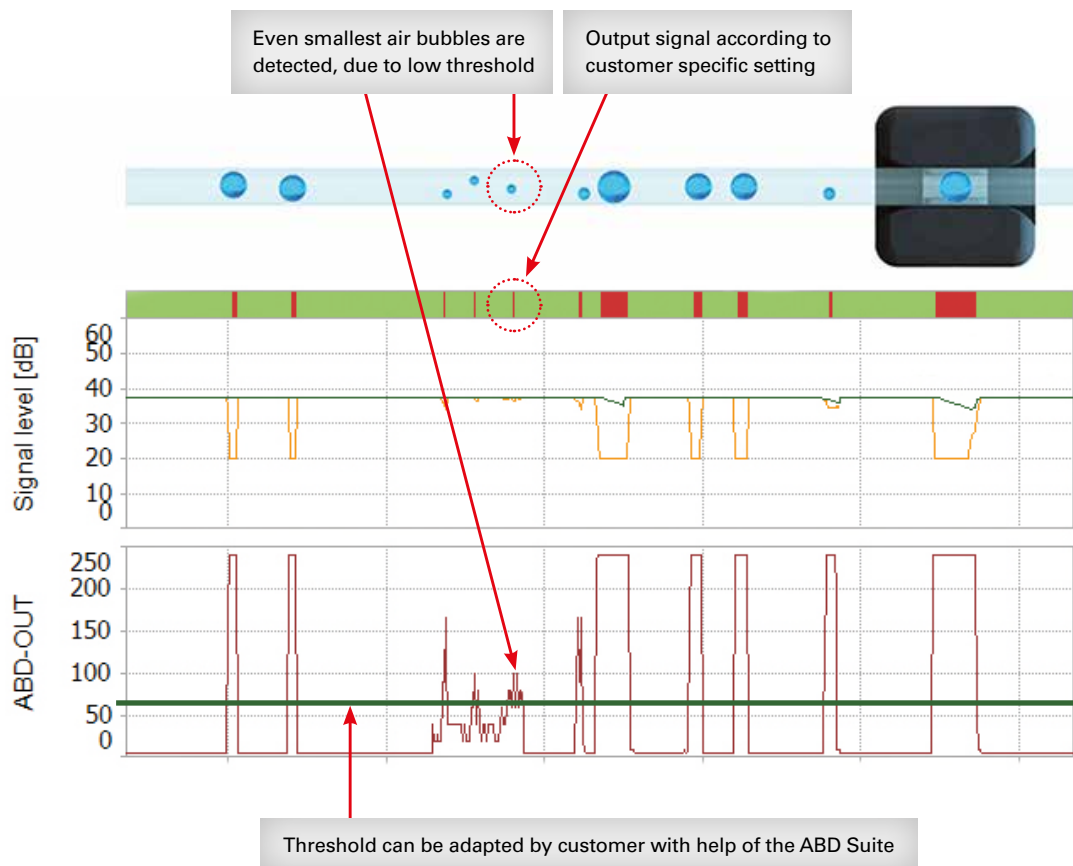 Even smallest air bubbles are
detected, due to low threshold
Output signal according to
customer specific setting
Signal level [dB]
60
50
40
30
20
10
0
ABD-OUT
250
200
150
100
50
0
Threshold can be adapted by customer with help of the ABD Suite